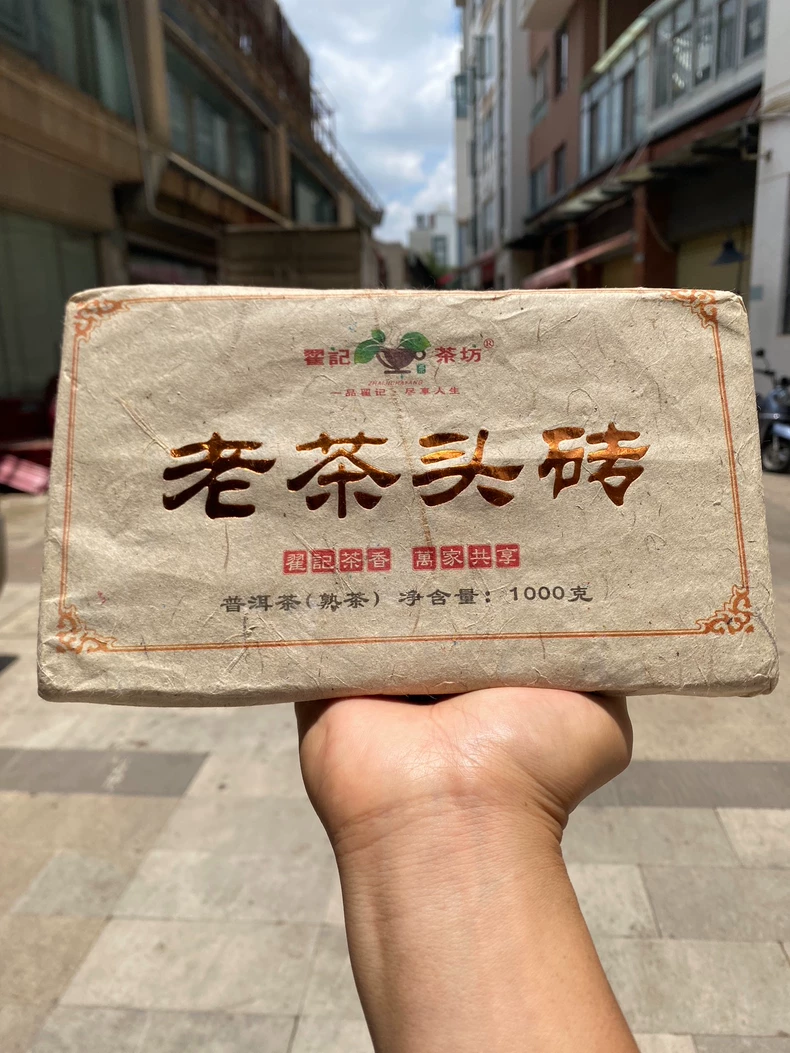 翟記 茶坊®
ZHAIJICHAFANG
一品翟记·尽享人生
老茶头砖
翟記茶香 萬家共享
普洱茶(熟茶) 净含量：1000克